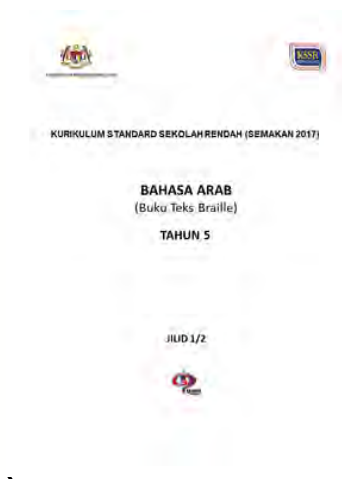 KSSR
KURIKULUM STANDARD SEKOLAH RENDAH (SEMAKAN 2017)
BAHASA ARAB
(Buku Teks Braille)
TAHUN 5
JILID 1/2